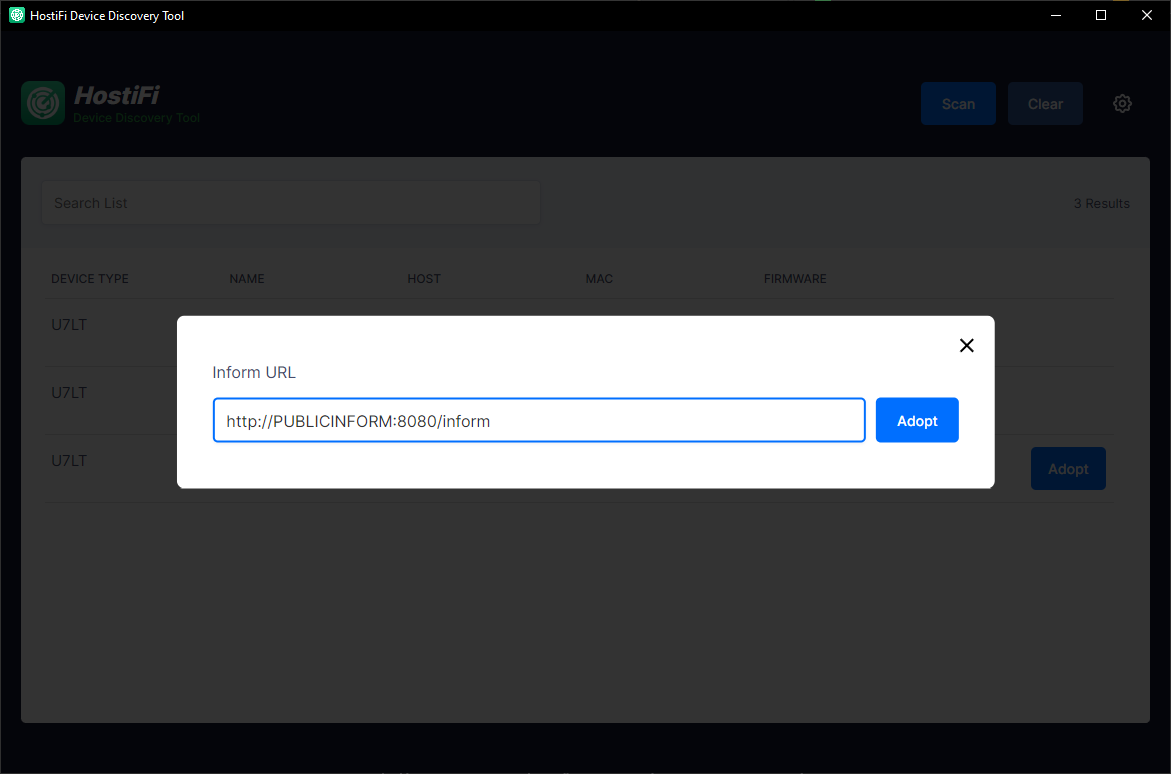 HostiFi Device Discovery Tool
HostiFi
Device Discovery Tool
Scan
Clear
Search List
3 Results
DEVICE TYPE NAME HOST MAC FIRMWARE
U7LT
Inform URL
U7LT
http://PUBLICINFORM:8080/inform
Adopt
U7LT
Adopt